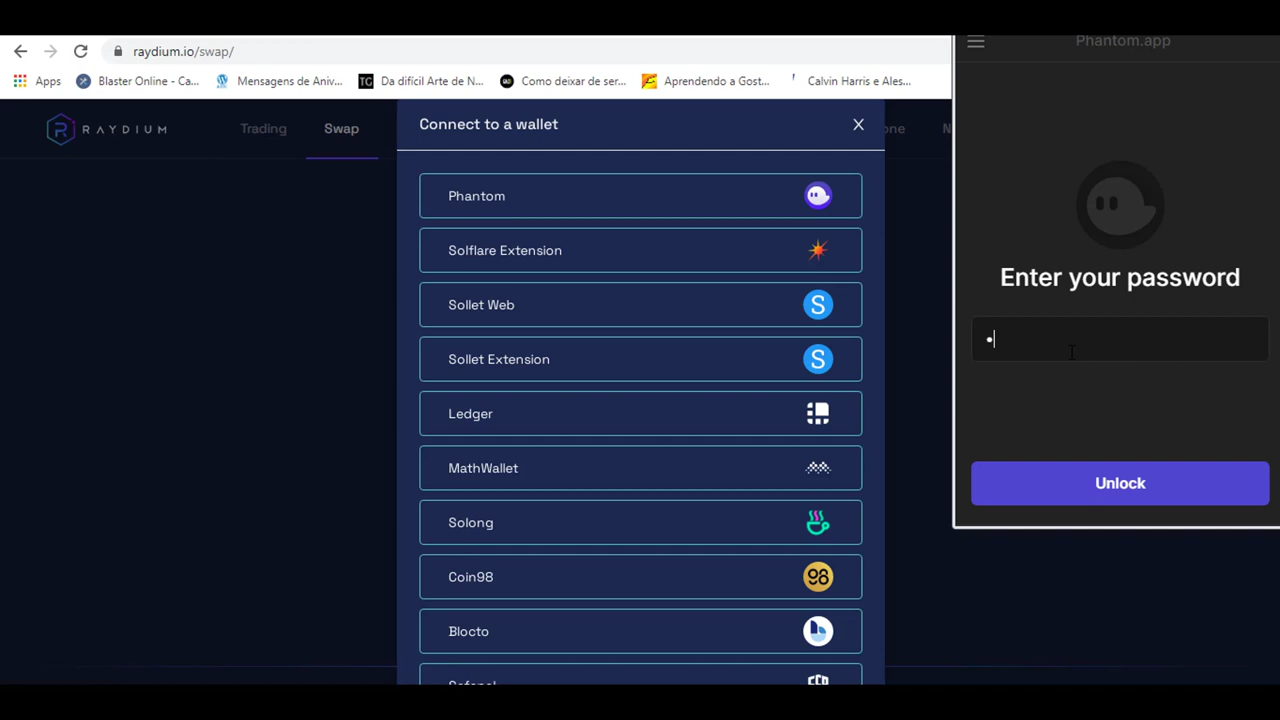 raydium.io/swap/
Apps Blaster Online - Ca... Mensagens de Aniv... Da difícil Arte de N... Como deixar de ser... Aprendendo a Gost... Calvin Harris e Ales...
RAYDIUM Trading Swap
Connect to a wallet X
Phantom
Solflare Extension
Sollet Web
Sollet Extension
Ledger
MathWallet
Solong
Coin98
Blocto
Phantom.app
Enter your password
Unlock